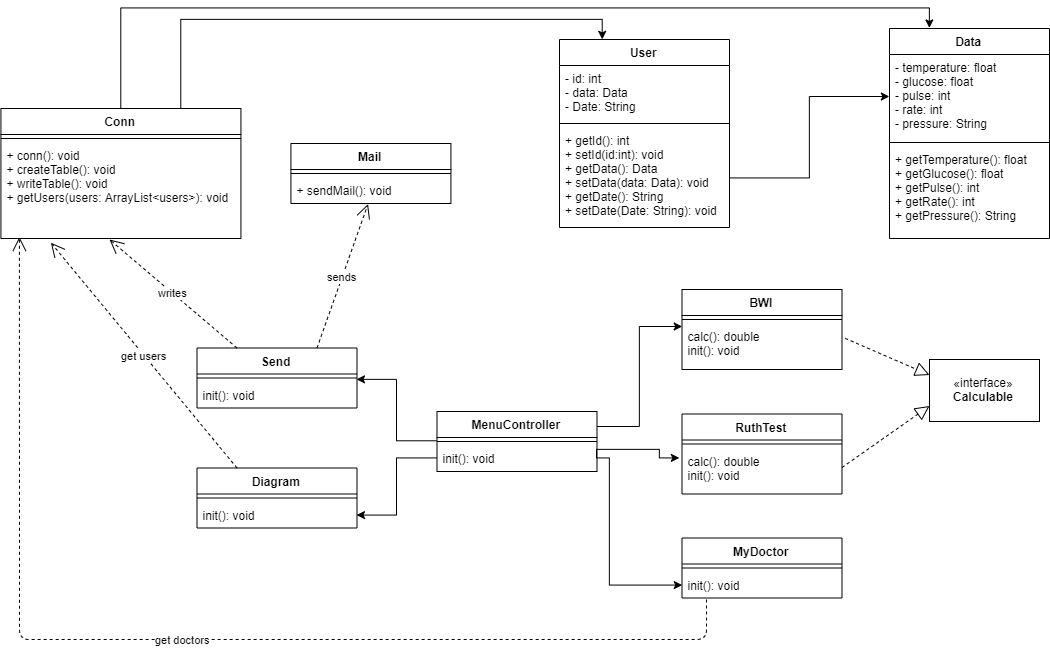 Conn
+ conn(): void
+ createTable(): void
+ writeTable(): void
+ getUsers(users: ArrayList<users>): void
Mail
+ sendMail(): void
User
- id: int
- data: Data
- Date: String
+ getId(): int
+ setId(id:int): void
+ getData(): Data
+ setData(data: Data): void
+ getDate(): String
+ setDate(Date: String): void
Data
- temperature: float
- glucose: float
- pulse: int
- rate: int
- pressure: String
+ getTemperature(): float
+ getGlucose(): float
+ getPulse(): int
+ getRate(): int
+ getPressure(): String
sends
writes
get users
Send
init(): void
Diagram
init(): void
MenuController
init(): void
BWI
calc(): double
init(): void
RuthTest
calc(): double
init(): void
«interface»
Calculable
MyDoctor
init(): void
get doctors